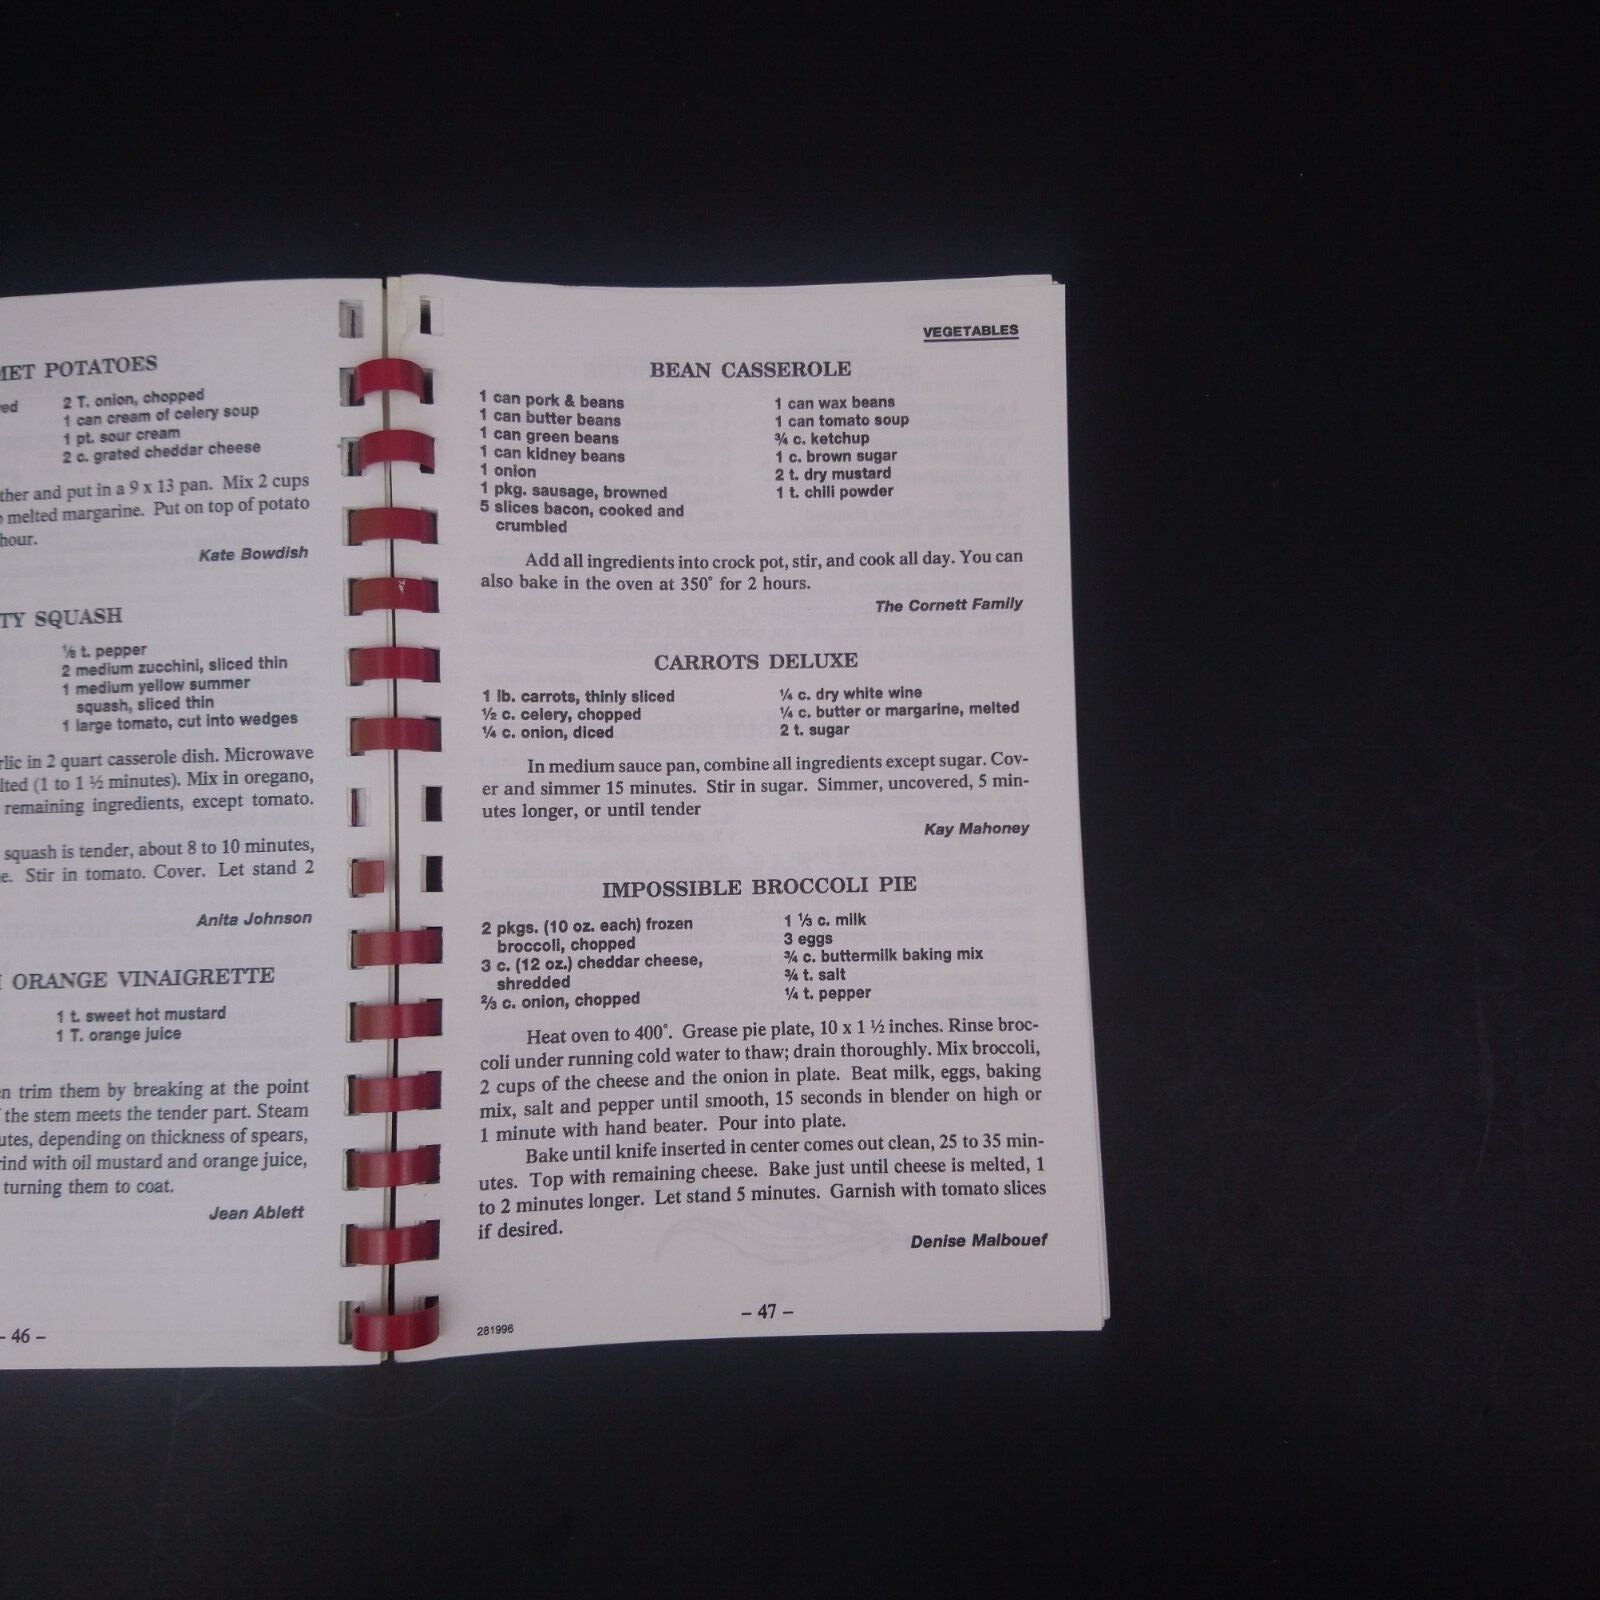 MET POTATOES
2 T. onion, chopped
1 can cream of celery soup
1 pt. sour cream
2 c. grated cheddar cheese
and put in a 9 x 13 pan. Mix 2 cups
melted margarine. Put on top of potato
hour.
Kate Bowdish
TY SQUASH
⅛ t. pepper
2 medium zucchini, sliced thin
1 medium yellow summer
squash, sliced thin
1 large tomato, cut into wedges
in 2 quart casserole dish. Microwave
(1 to 1 ½ minutes). Mix in oregano,
remaining ingredients, except tomato.
squash is tender, about 8 to 10 minutes,
Stir in tomato. Cover. Let stand 2
Anita Johnson
ORANGE VINAIGRETTE
1 t. sweet hot mustard
1 T. orange juice
trim them by breaking at the point
the stem meets the tender part. Steam
depending on thickness of spears,
with oil mustard and orange juice,
turning them to coat.
Jean Ablett
- 46 -
VEGETABLES
BEAN CASSEROLE
1 can pork & beans
1 can butter beans
1 can green beans
1 can kidney beans
1 onion
1 pkg. sausage, browned
5 slices bacon, cooked and
crumbled
1 can wax beans
1 can tomato soup
¾ c. ketchup
1 c. brown sugar
2 t. dry mustard
1 t. chili powder
Add all ingredients into crock pot, stir, and cook all day. You can
also bake in the oven at 350° for 2 hours.
The Cornett Family
CARROTS DELUXE
1 lb. carrots, thinly sliced
½ c. celery, chopped
¼ c. onion, diced
¼ c. dry white wine
¼ c. butter or margarine, melted
2 t. sugar
In medium sauce pan, combine all ingredients except sugar. Cov-
er and simmer 15 minutes. Stir in sugar. Simmer, uncovered, 5 min-
utes longer, or until tender
Kay Mahoney
IMPOSSIBLE BROCCOLI PIE
2 pkgs. (10 oz. each) frozen
broccoli, chopped
3 c. (12 oz.) cheddar cheese,
shredded
⅔ c. onion, chopped
1 ⅓ c. milk
3 eggs
¾ c. buttermilk baking mix
¾ t. salt
¼ t. pepper
Heat oven to 400°. Grease pie plate, 10 x 1 ½ inches. Rinse broc-
coli under running cold water to thaw; drain thoroughly. Mix broccoli,
2 cups of the cheese and the onion in plate. Beat milk, eggs, baking
mix, salt and pepper until smooth, 15 seconds in blender on high or
1 minute with hand beater. Pour into plate.
Bake until knife inserted in center comes out clean, 25 to 35 min-
utes. Top with remaining cheese. Bake just until cheese is melted, 1
to 2 minutes longer. Let stand 5 minutes. Garnish with tomato slices
if desired.
Denise Malbouef
281996
- 47 -